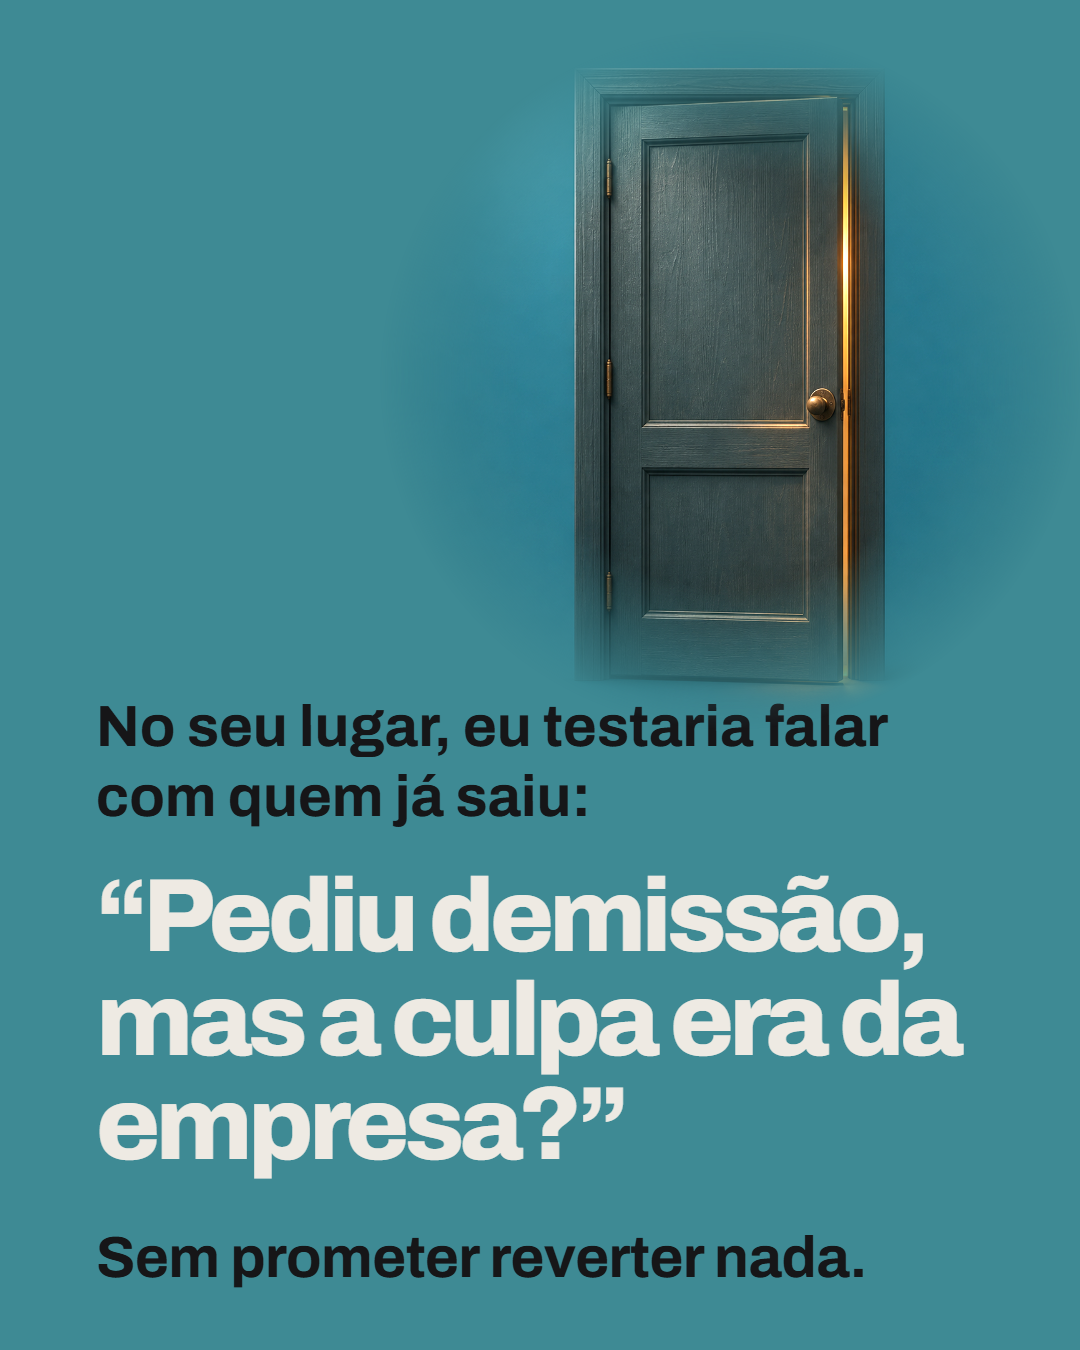 No seu lugar, eu testaria falar
com quem já saiu:
“Pediu demissão,
mas a culpa era da
empresa?”
Sem prometer reverter nada.